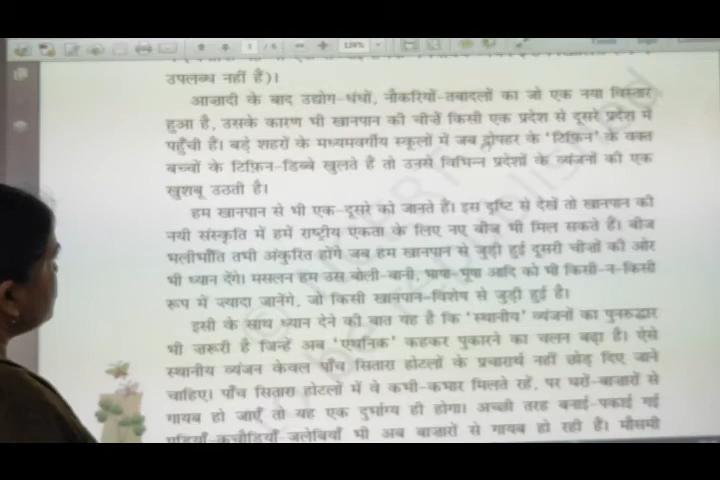 उपलब्ध नहीं हैं)।
आज़ादी के बाद उद्योग-धंधों, नौकरियों-तबादलों का जो एक नया विस्तार
हुआ है, उसके कारण भी खानपान की चीज़ें किसी एक प्रदेश से दूसरे प्रदेश में
पहुँची हैं। बड़े शहरों के मध्यमवर्गीय स्कूलों में जब दोपहर के 'टिफ़िन' के वक्त
बच्चों के टिफ़िन-डिब्बे खुलते हैं तो उनसे विभिन्न प्रदेशों के व्यंजनों की एक
खुशबू उठती है।
हम खानपान से भी एक-दूसरे को जानते हैं। इस दृष्टि से देखें तो खानपान की
नयी संस्कृति में हमें राष्ट्रीय एकता के लिए नए बीज भी मिल सकते हैं। बीज
भलीभाँति तभी अंकुरित होंगे जब हम खानपान से जुड़ी हुई दूसरी चीज़ों की ओर
भी ध्यान देंगे। मसलन हम उस बोली-बानी, भाषा-भूषा आदि को भी किसी-न-किसी
रूप में ज़्यादा जानेंगे, जो किसी खानपान-विशेष से जुड़ी हुई है।
इसी के साथ ध्यान देने की बात यह है कि 'स्थानीय' व्यंजनों का पुनरुद्धार
भी ज़रूरी है जिन्हें अब 'एथनिक' कहकर पुकारने का चलन बढ़ा है। ऐसे
स्थानीय व्यंजन केवल पाँच सितारा होटलों के प्रचारार्थ नहीं छोड़ दिए जाने
चाहिए। पाँच सितारा होटलों में वे कभी-कभार मिलते रहें, पर घरों-बाज़ारों से
गायब हो जाएँ तो यह एक दुर्भाग्य ही होगा। अच्छी तरह बनाई-पकाई गई
पूड़ियाँ-कचौड़ियाँ-जलेबियाँ भी अब बाज़ारों से गायब हो रही हैं। मौसमी